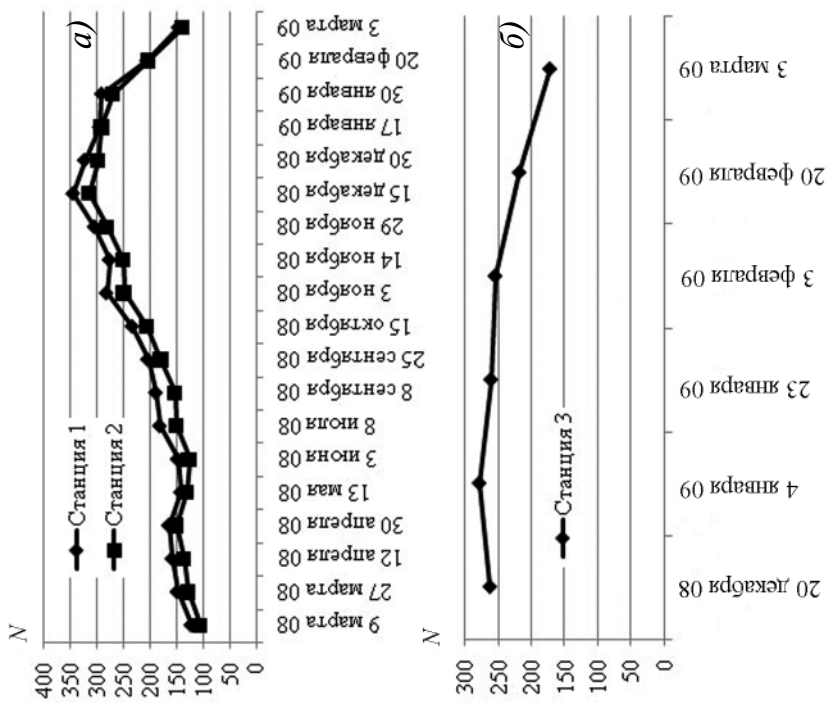 а)
N
400
350
300
250
200
150
100
50
0
Станция 1
Станция 2
9 марта 08
27 марта 08
12 апреля 08
30 апреля 08
13 мая 08
3 июня 08
8 июля 08
8 сентября 08
25 сентября 08
15 октября 08
3 ноября 08
14 ноября 08
29 ноября 08
15 декабря 08
30 декабря 08
17 января 09
30 января 09
20 февраля 09
3 марта 09
б)
N
300
250
200
150
100
50
0
Станция 3
20 декабря 08
4 января 09
23 января 09
3 февраля 09
20 февраля 09
3 марта 09